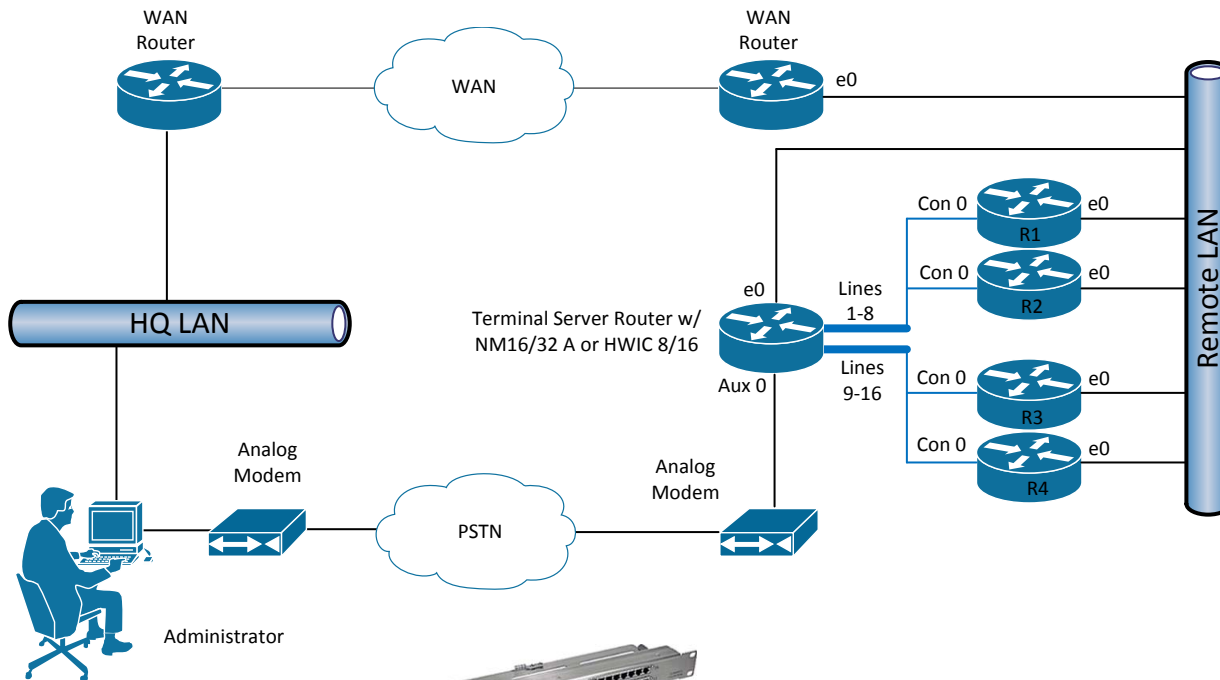 WAN
Router
WAN
Router
WAN
e0
Con 0
e0
R1
Con 0
e0
R2
e0
Lines
1-8
HQ LAN
Terminal Server Router w/
NM16/32 A or HWIC 8/16
Remote LAN
Lines
9-16
Con 0
e0
R3
Aux 0
Con 0
e0
R4
Analog
Modem
Analog
Modem
PSTN
Administrator